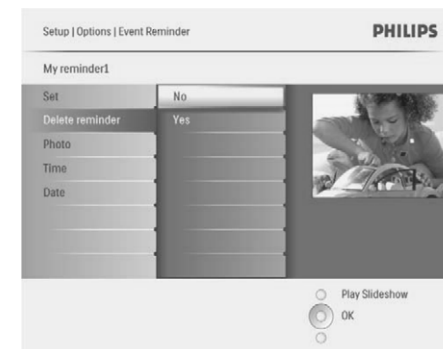 Setup | Options | Event Reminder PHILIPS
My reminder1
Set No
Delete reminder Yes
Photo
Time
Date
Play Slideshow
OK